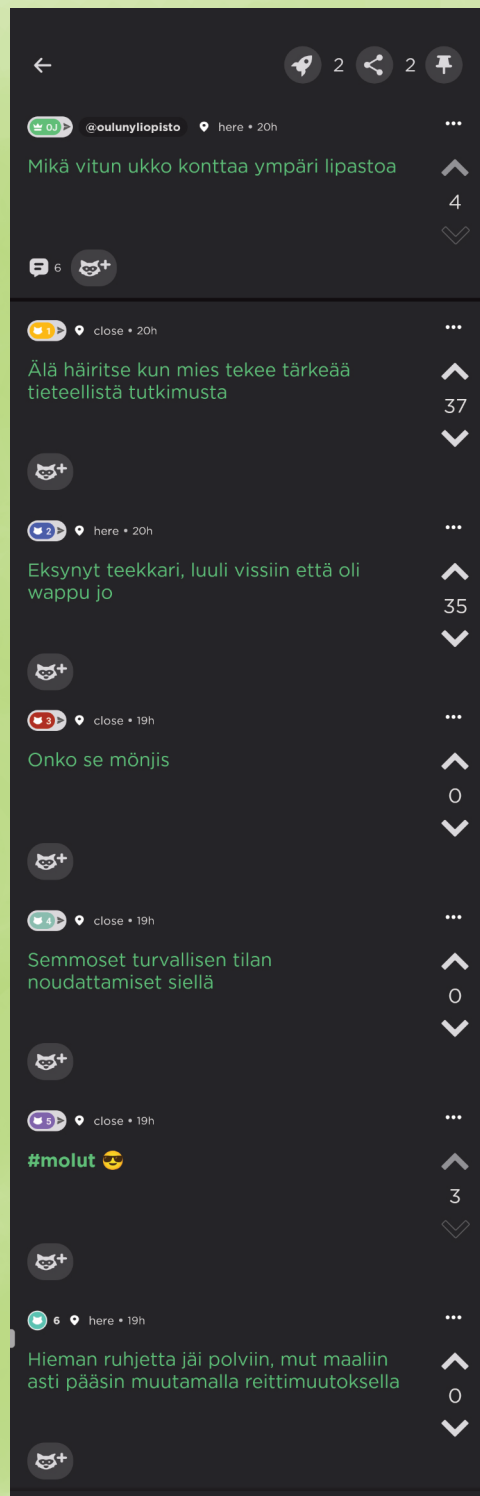 2 2
OJ @oulunyliopisto here • 20h
Mikä vitun ukko konttaa ympäri lipastoa
4
6
1 close • 20h
Älä häiritse kun mies tekee tärkeää
tieteellistä tutkimusta
37
2 here • 20h
Eksynyt teekkari, luuli vissiin että oli
wappu jo
35
3 close • 19h
Onko se mönjis
0
4 close • 19h
Semmoset turvallisen tilan
noudattamiset siellä
0
5 close • 19h
#molut 😎
3
6 here • 19h
Hieman ruhjetta jäi polviin, mut maaliin
asti pääsin muutamalla reittimuutoksella
0